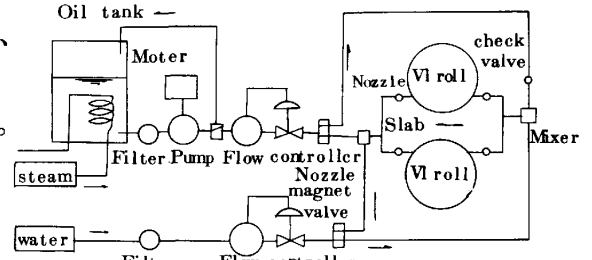 Oil tank
Moter
check
valve
Nozzle
Vl roll
Slab
Mixer
Filter Pump Flow controller
Vl roll
steam
Nozzle
magnet
valve
water